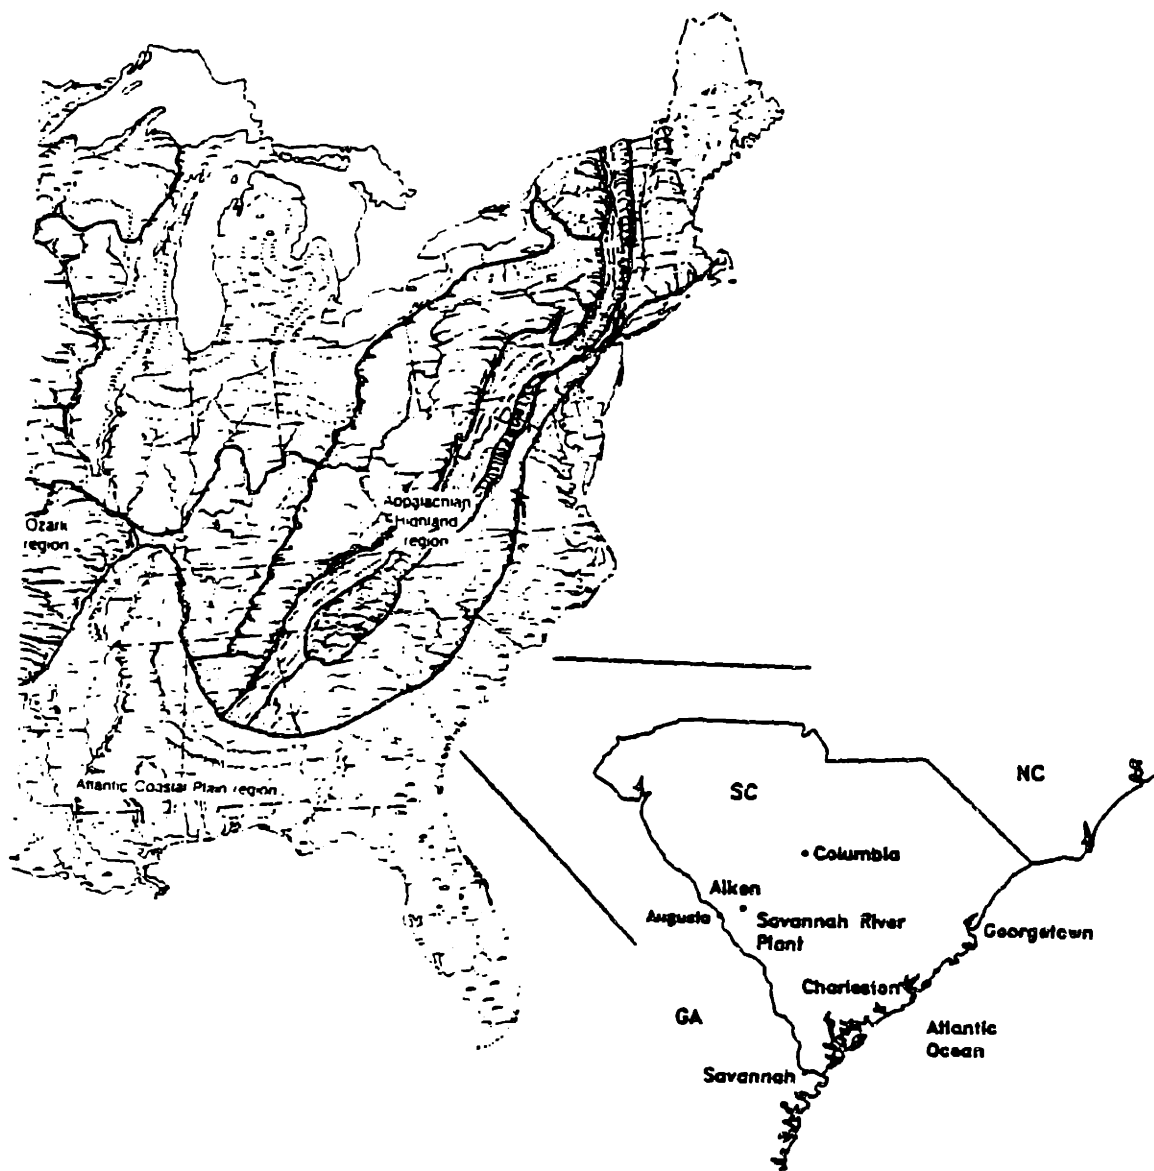 Appalachian
Highland
region
Ozark
region
Atlantic Coastal Plain region
NC
SC
Columbia
Aiken
Augusta
Savannah River
Plant
Georgetown
Charleston
GA
Atlantic
Ocean
Savannah